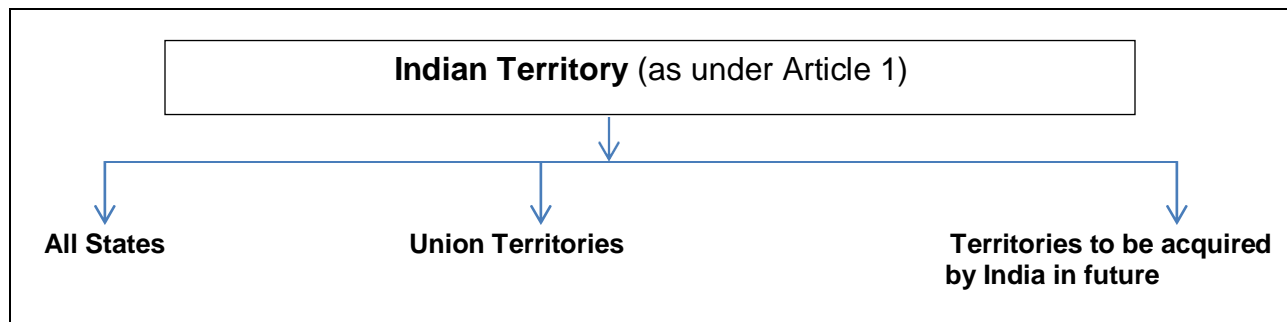 Indian Territory (as under Article 1)
All States
Union Territories
Territories to be acquired
by India in future